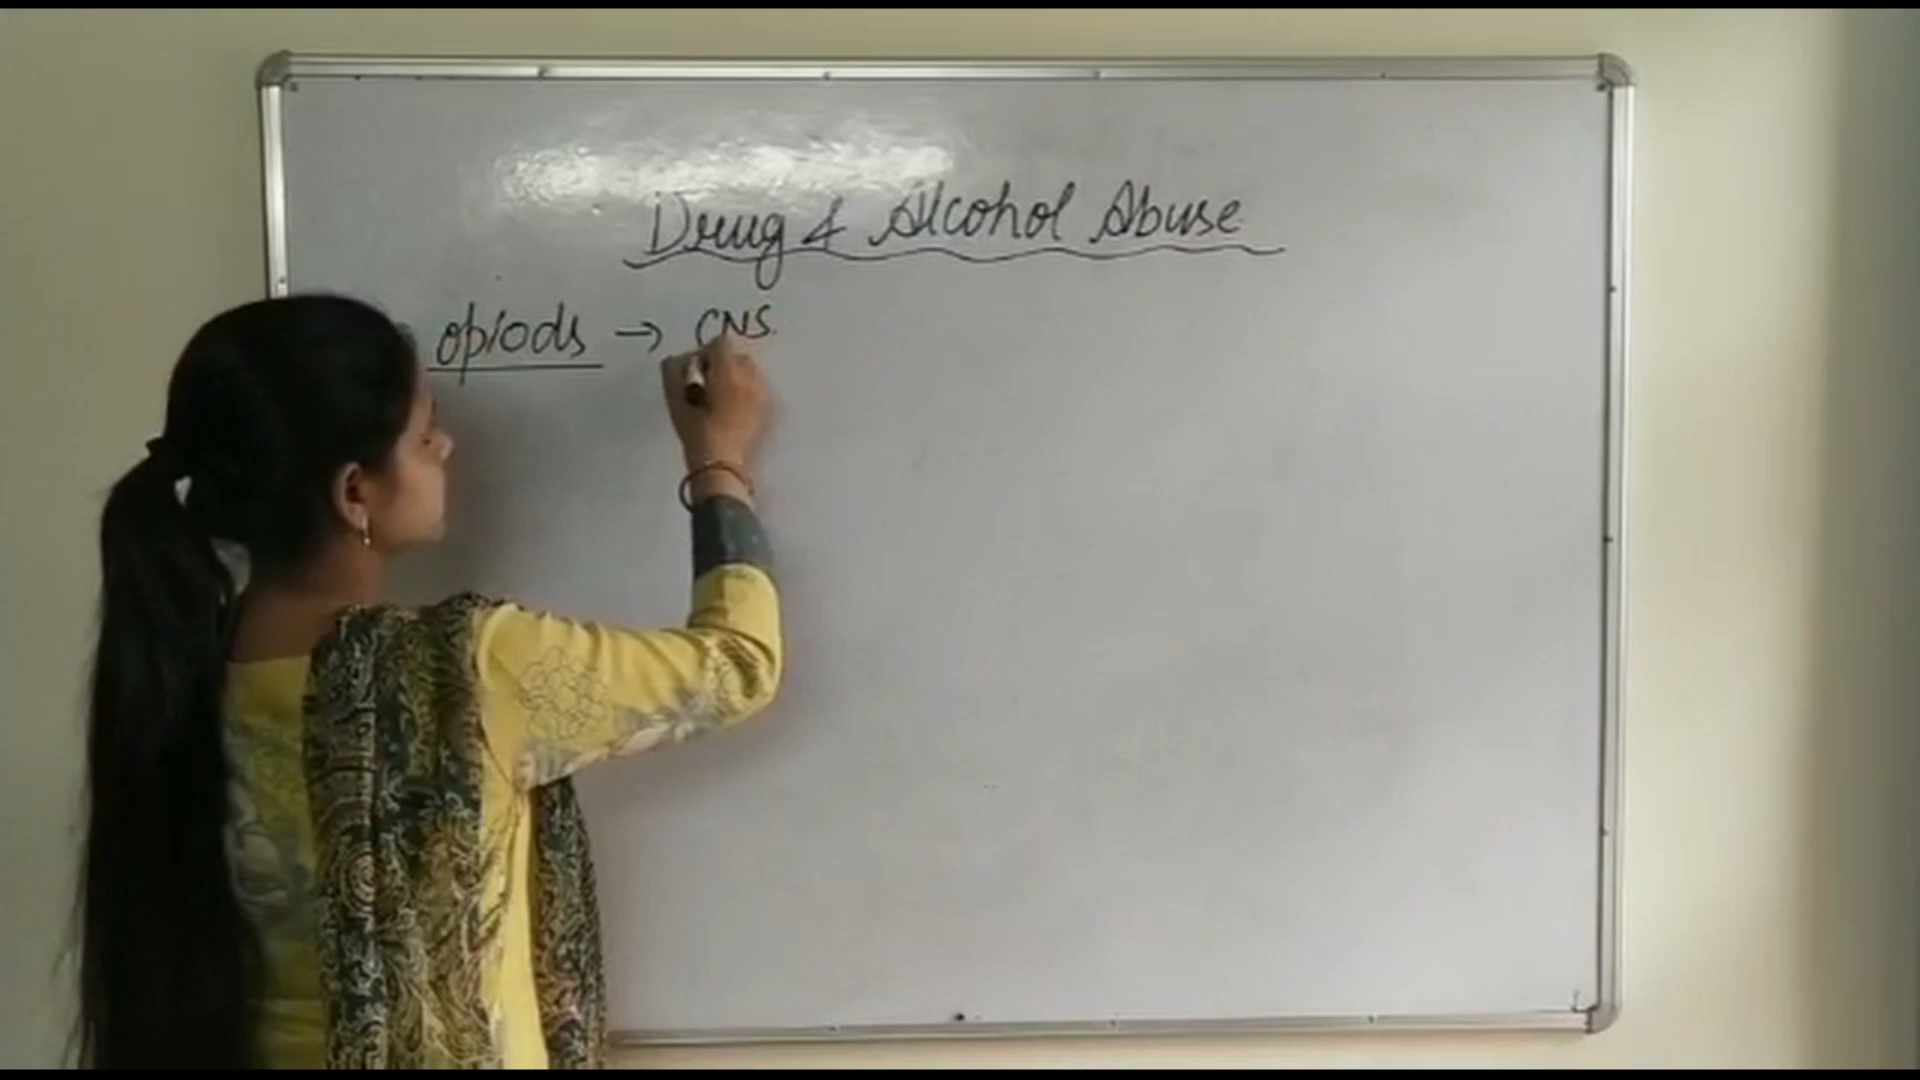 Drug & Alcohol Abuse
opiods → CNS.